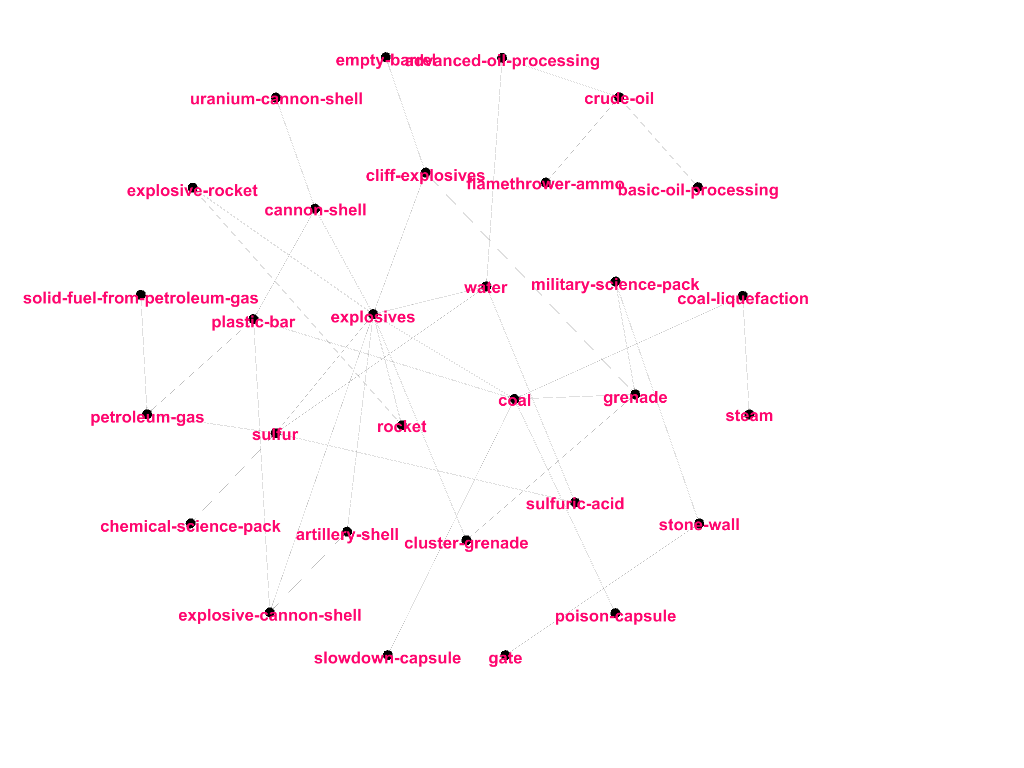 empty-barrel
advanced-oil-processing
uranium-cannon-shell
crude-oil
cliff-explosives
flamethrower-ammo
explosive-rocket
basic-oil-processing
cannon-shell
water
military-science-pack
solid-fuel-from-petroleum-gas
coal-liquefaction
plastic-bar
explosives
coal
grenade
petroleum-gas
steam
sulfur
rocket
sulfuric-acid
chemical-science-pack
stone-wall
artillery-shell
cluster-grenade
explosive-cannon-shell
poison-capsule
slowdown-capsule
gate